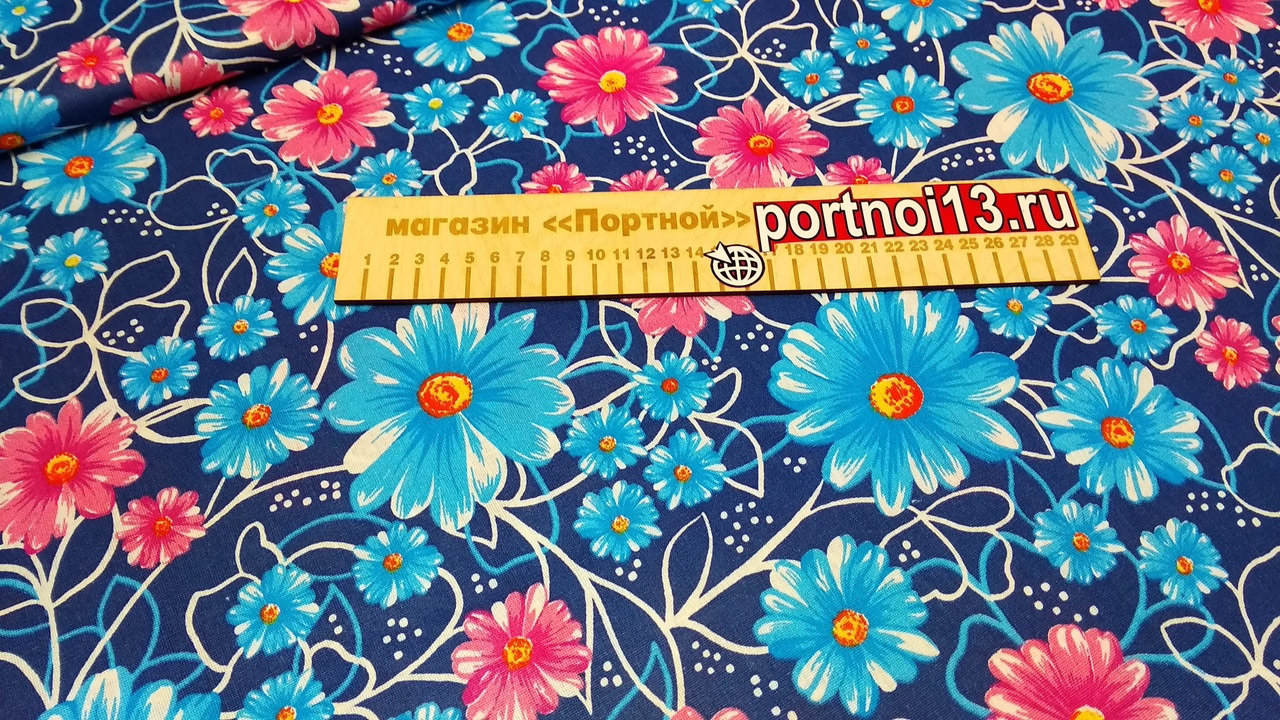 магазин <<Портной>> portnoi13.ru
1 2 3 4 5 6 7 8 9 10 11 12 13 14 18 19 20 21 22 23 24 25 26 27 28 29